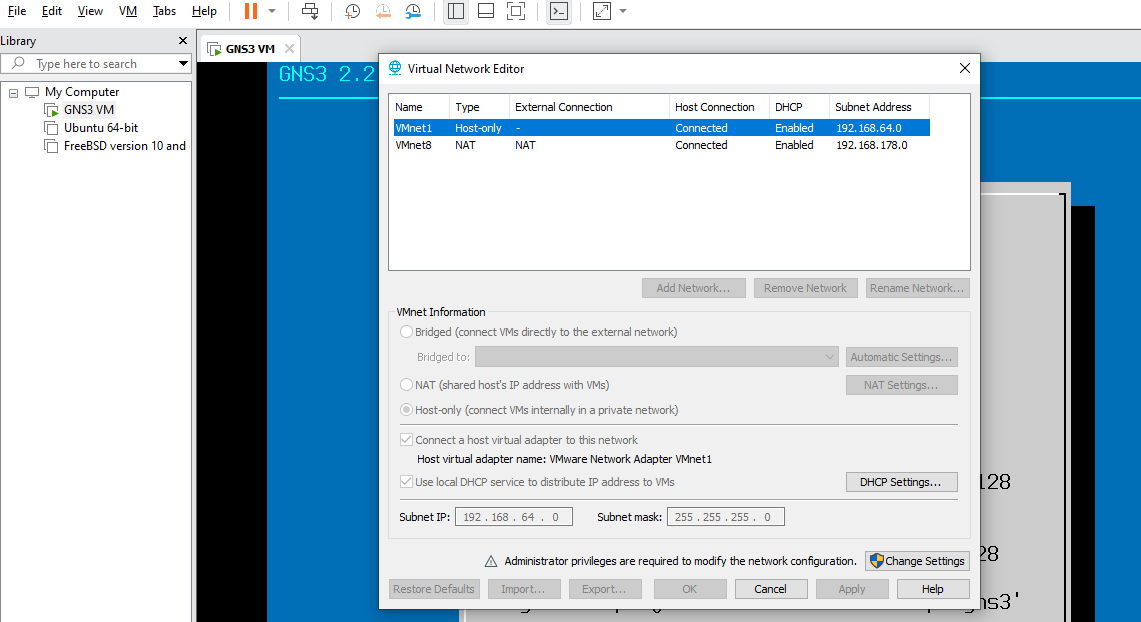 File Edit View VM Tabs Help
Library
GNS3 VM
Type here to search
My Computer
GNS3 VM
Ubuntu 64-bit
FreeBSD version 10 and
GNS3 2.2
Virtual Network Editor
Name Type External Connection Host Connection DHCP Subnet Address
VMnet1 Host-only - Connected Enabled 192.168.64.0
VMnet8 NAT NAT Connected Enabled 192.168.178.0
Add Network... Remove Network Rename Network...
VMnet Information
Bridged (connect VMs directly to the external network)
Bridged to: Automatic Settings...
NAT (shared host's IP address with VMs) NAT Settings...
Host-only (connect VMs internally in a private network)
Connect a host virtual adapter to this network
Host virtual adapter name: VMware Network Adapter VMnet1
Use local DHCP service to distribute IP address to VMs DHCP Settings...
128
Subnet IP: 192 . 168 . 64 . 0 Subnet mask: 255 . 255 . 255 . 0
28
Administrator privileges are required to modify the network configuration. Change Settings
Restore Defaults Import... Export... OK Cancel Apply Help
ns3'